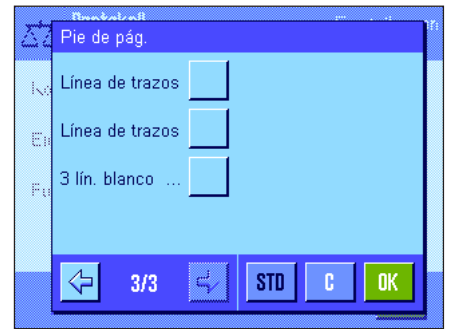 Pie de pág.
Línea de trazos
Línea de trazos
3 lín. blanco ...
3/3 STD C OK